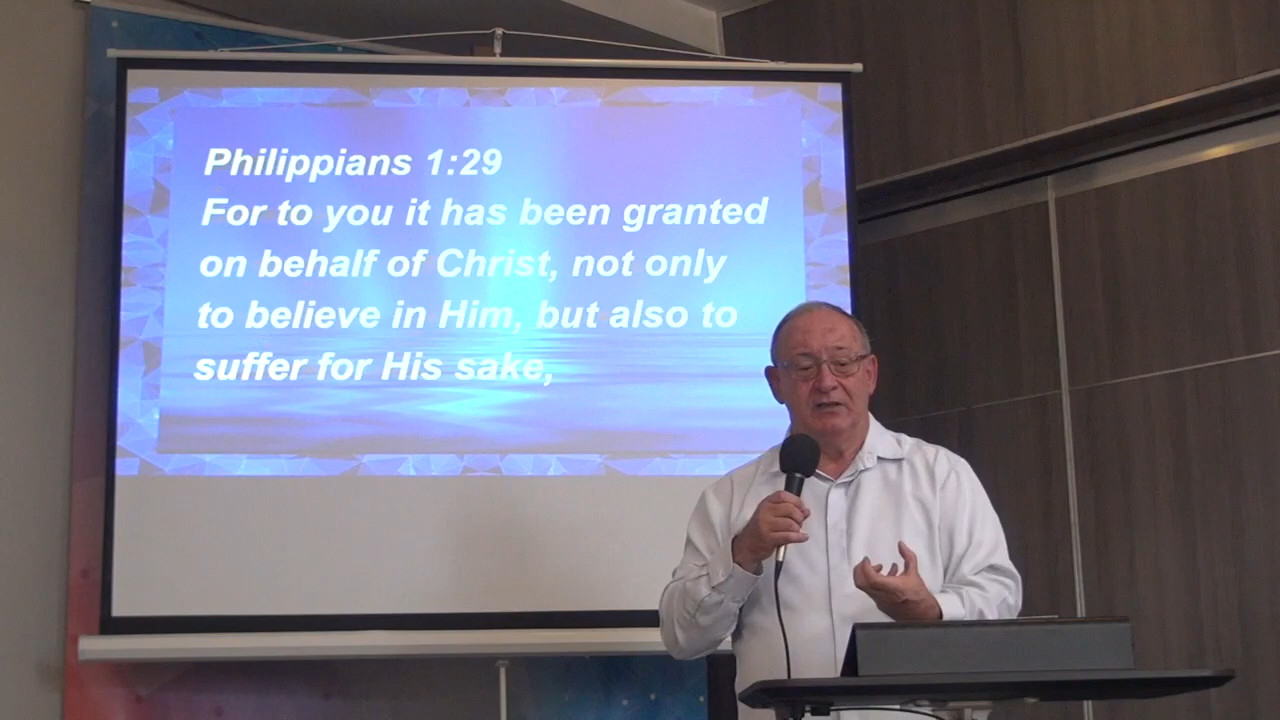 Philippians 1:29
For to you it has been granted
on behalf of Christ, not only
to believe in Him, but also to
suffer for His sake,